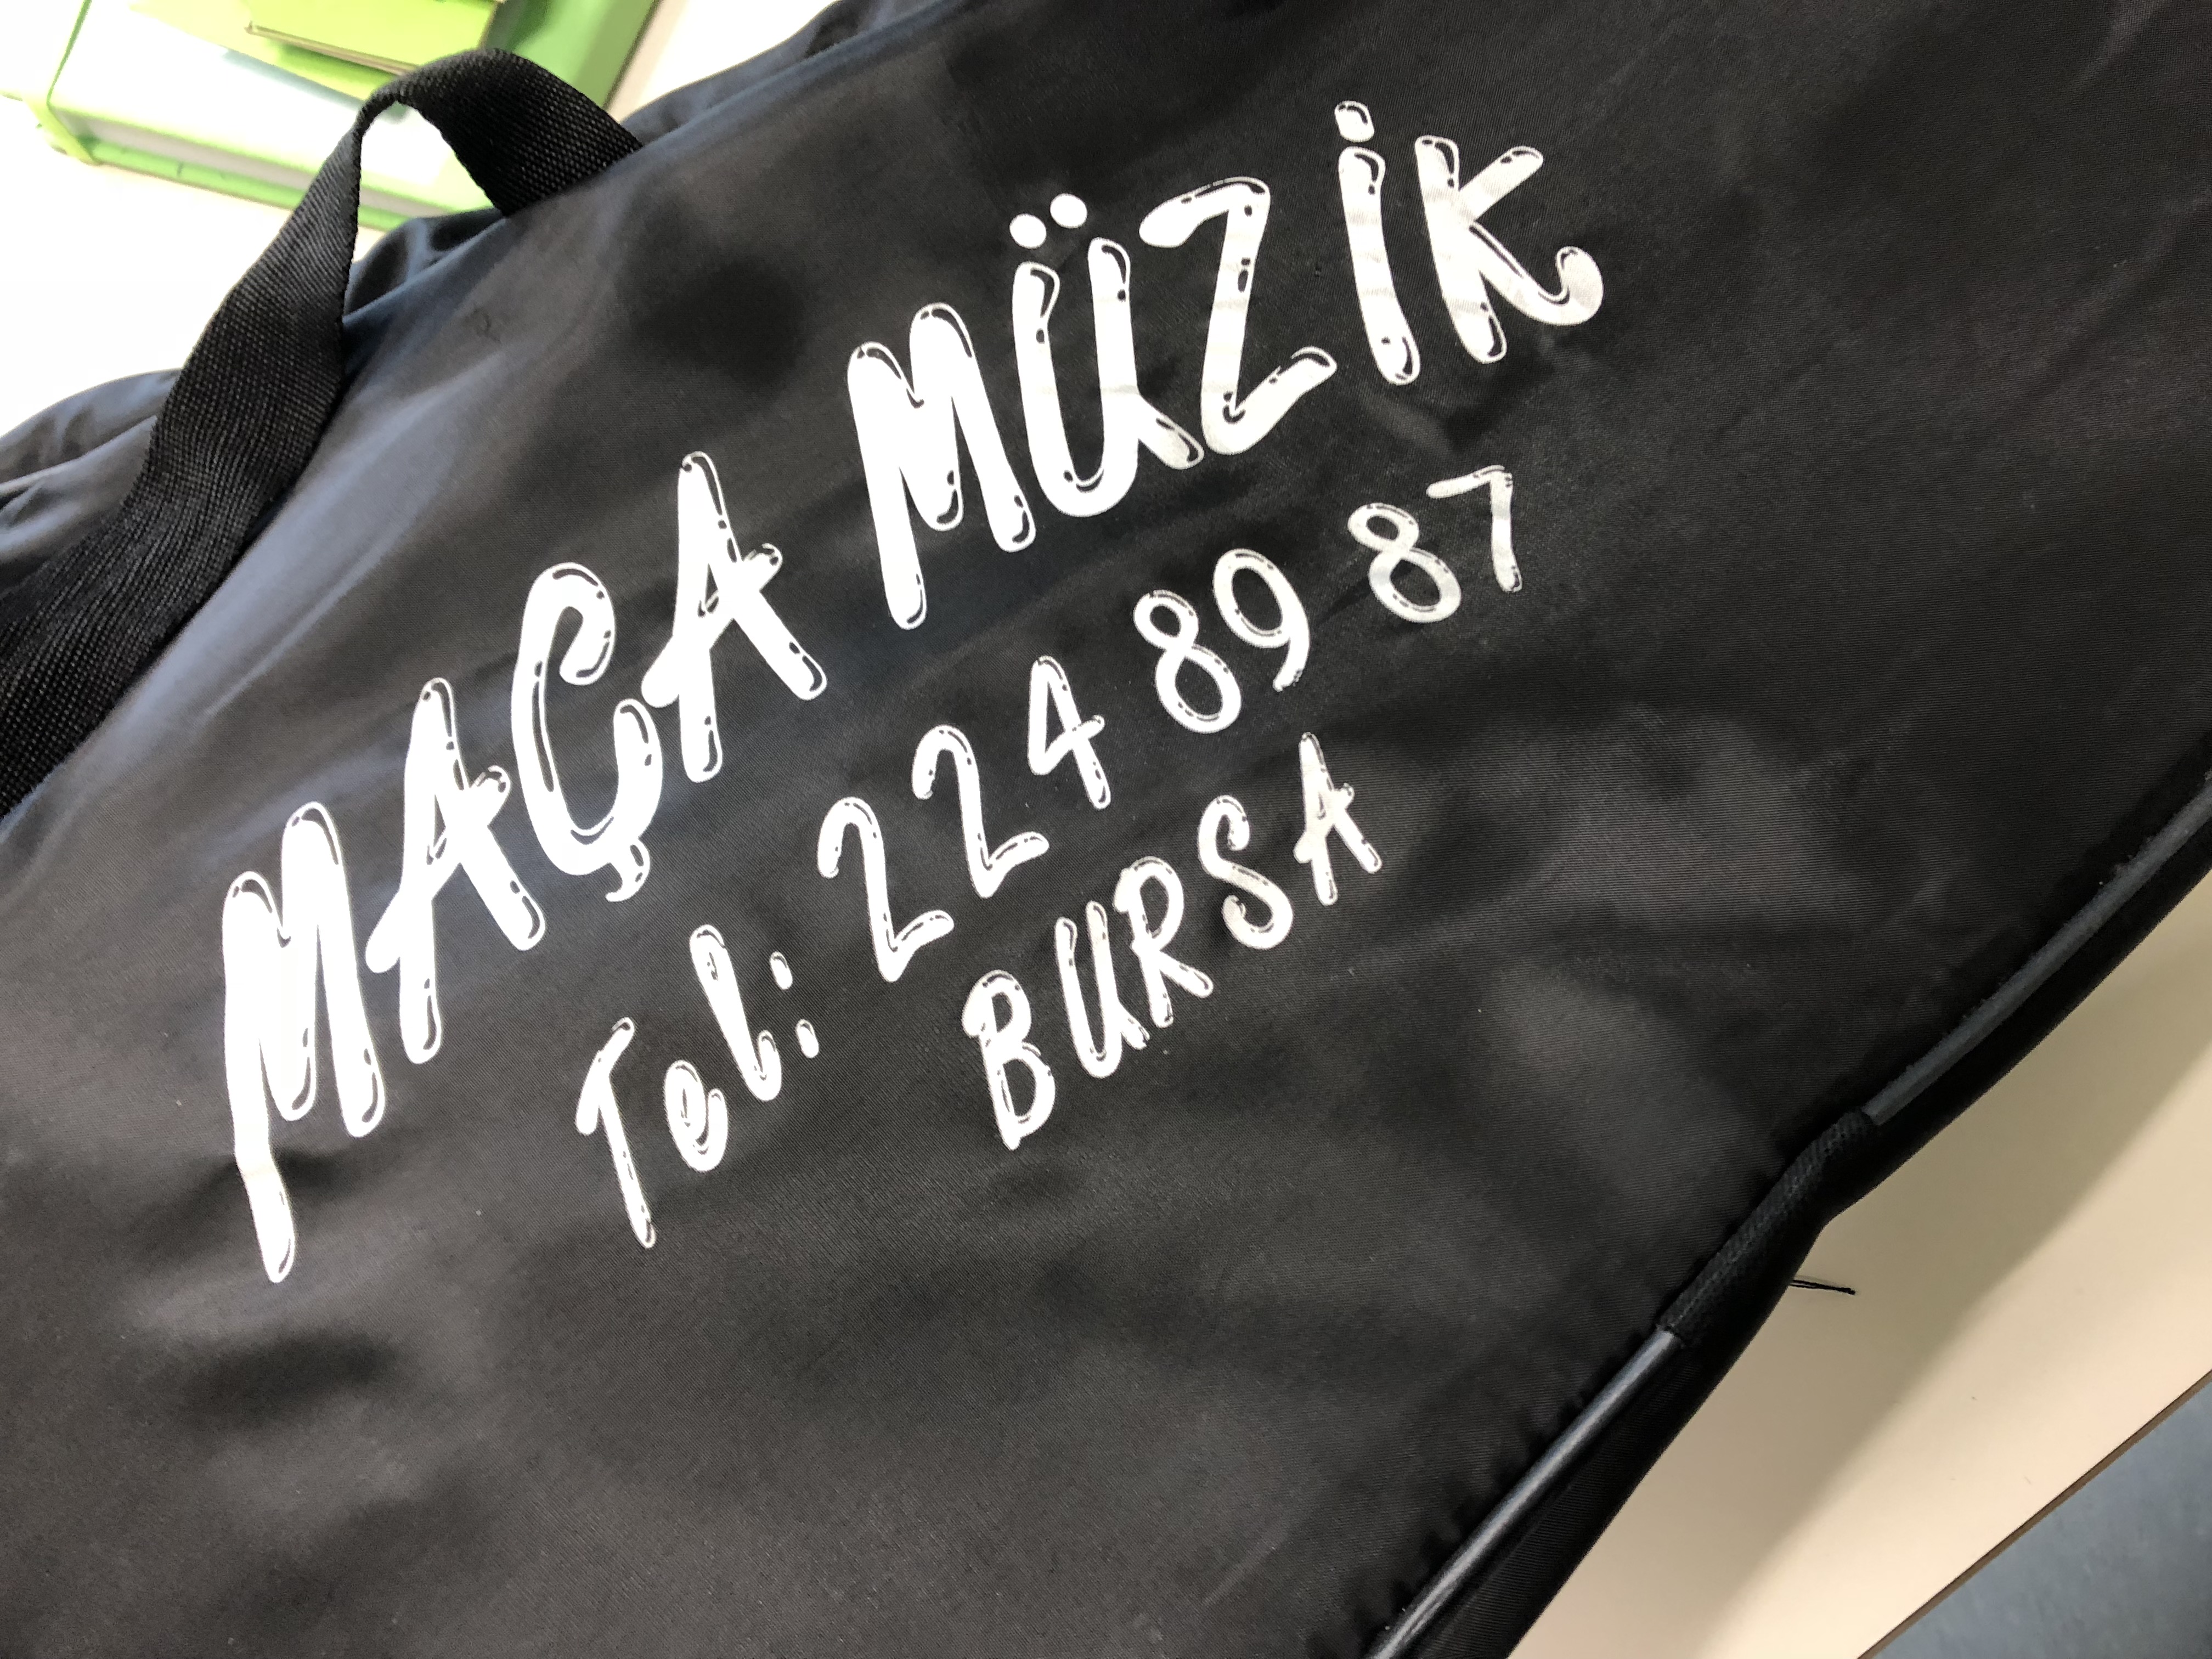 MAÇA MÜZİK
Tel: 224 89 87
BURSA